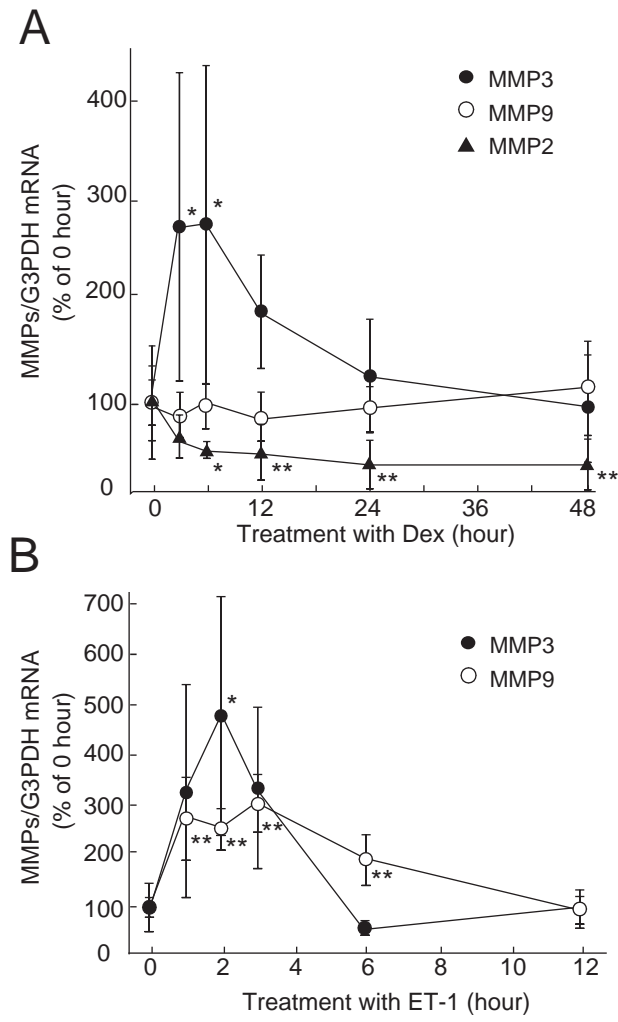 A
MMPs/G3PDH mRNA
(% of 0 hour)
400
300
200
100
0
MMP3
MMP9
MMP2
*
*
*
**
**
**
0
12
24
36
48
Treatment with Dex (hour)
B
MMPs/G3PDH mRNA
(% of 0 hour)
700
600
500
400
300
200
100
0
MMP3
MMP9
*
**
**
**
**
0
2
4
6
8
10
12
Treatment with ET-1 (hour)